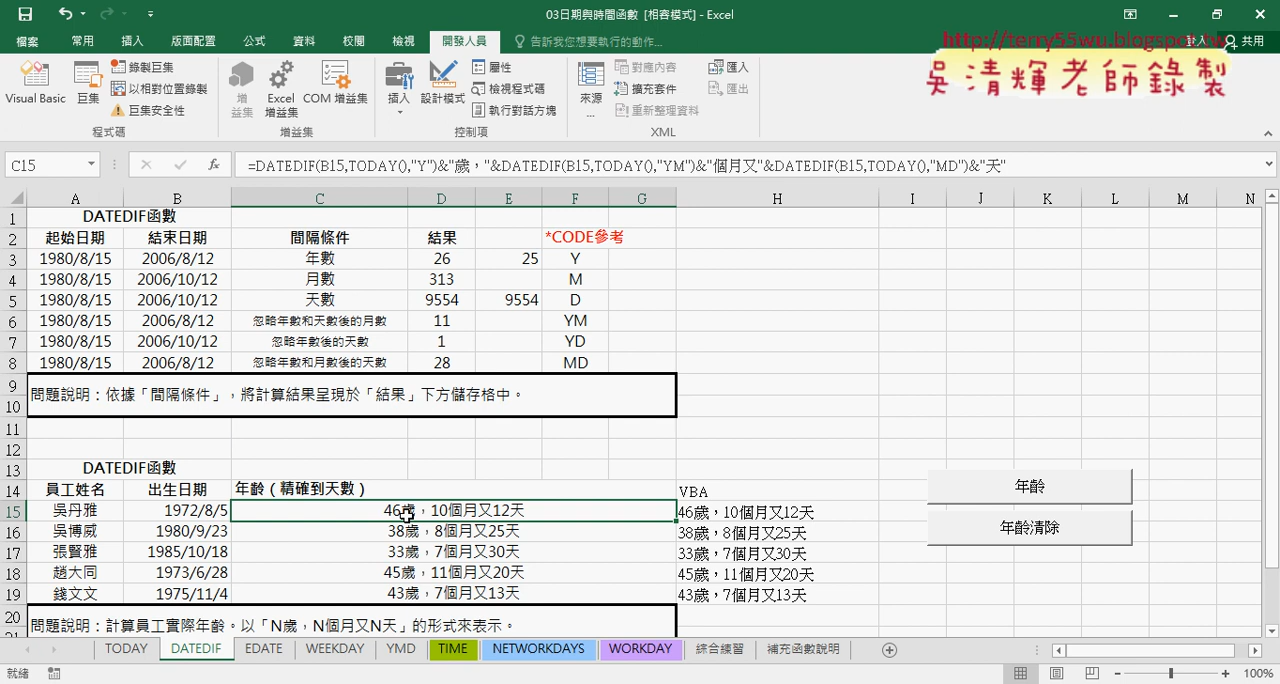 03日期與時間函數 [相容模式] - Excel
檔案 常用 插入 版面配置 公式 資料 校閱 檢視 開發人員 告訴我您想要執行的動作... 登入 共用
http://terry55wu.blogspot.tw
吳清輝老師錄製
Visual Basic 巨集 錄製巨集 以相對位置錄製 巨集安全性 程式碼
增益集 Excel 增益集 COM 增益集 增益集
插入 設計模式 屬性 檢視程式碼 執行對話方塊 控制項
來源 ... 對應內容 擴充套件 重新整理資料 匯入 匯出 XML
C15 fx =DATEDIF(B15,TODAY(),"Y")&"歲，"&DATEDIF(B15,TODAY(),"YM")&"個月又"&DATEDIF(B15,TODAY(),"MD")&"天"
A B C D E F G H I J K L M N
1 DATEDIF函數
2 起始日期 結束日期 間隔條件 結果 *CODE參考
3 1980/8/15 2006/8/12 年數 26 25 Y
4 1980/8/15 2006/10/12 月數 313 M
5 1980/8/15 2006/10/12 天數 9554 9554 D
6 1980/8/15 2006/8/12 忽略年數和天數後的月數 11 YM
7 1980/8/15 2006/10/12 忽略年數後的天數 1 YD
8 1980/8/15 2006/8/12 忽略年數和月數後的天數 28 MD
9 問題說明：依據「間隔條件」，將計算結果呈現於「結果」下方儲存格中。
10
11
12
13 DATEDIF函數
14 員工姓名 出生日期 年齡（精確到天數） VBA 年齡
15 吳丹雅 1972/8/5 46歲，10個月又12天 46歲，10個月又12天
16 吳博威 1980/9/23 38歲，8個月又25天 38歲，8個月又25天 年齡清除
17 張賢雅 1985/10/18 33歲，7個月又30天 33歲，7個月又30天
18 趙大同 1973/6/28 45歲，11個月又20天 45歲，11個月又20天
19 錢文文 1975/11/4 43歲，7個月又13天 43歲，7個月又13天
20 問題說明：計算員工實際年齡。以「N歲，N個月又N天」的形式來表示。
21
TODAY DATEDIF EDATE WEEKDAY YMD TIME NETWORKDAYS WORKDAY 綜合練習 補充函數說明
就緒 100%